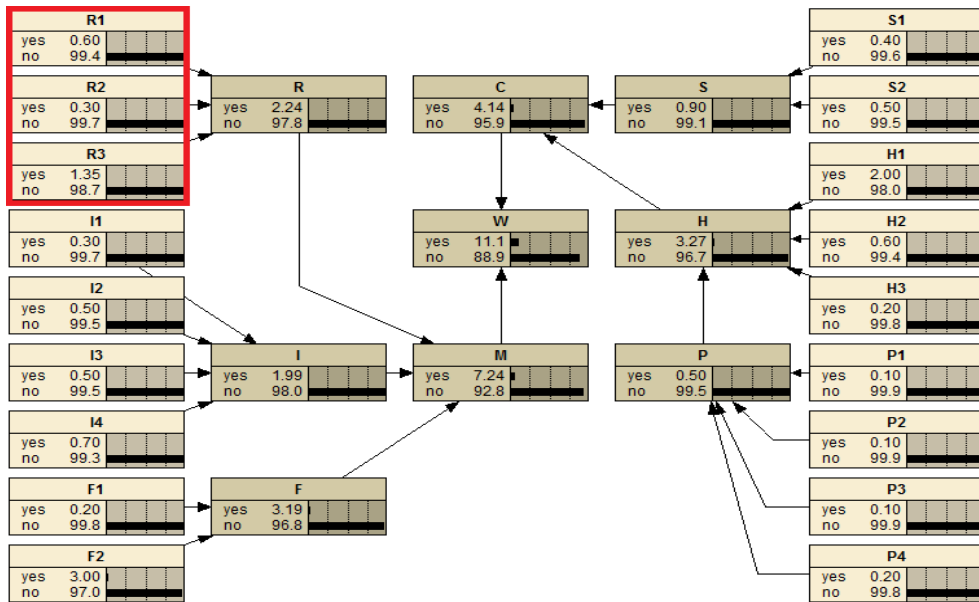 R1
yes 0.60
no 99.4
R2
yes 0.30
no 99.7
R3
yes 1.35
no 98.7
I1
yes 0.30
no 99.7
I2
yes 0.50
no 99.5
I3
yes 0.50
no 99.5
I4
yes 0.70
no 99.3
F1
yes 0.20
no 99.8
F2
yes 3.00
no 97.0
R
yes 2.24
no 97.8
I
yes 1.99
no 98.0
F
yes 3.19
no 96.8
C
yes 4.14
no 95.9
W
yes 11.1
no 88.9
M
yes 7.24
no 92.8
S
yes 0.90
no 99.1
H
yes 3.27
no 96.7
P
yes 0.50
no 99.5
S1
yes 0.40
no 99.6
S2
yes 0.50
no 99.5
H1
yes 2.00
no 98.0
H2
yes 0.60
no 99.4
H3
yes 0.20
no 99.8
P1
yes 0.10
no 99.9
P2
yes 0.10
no 99.9
P3
yes 0.10
no 99.9
P4
yes 0.20
no 99.8